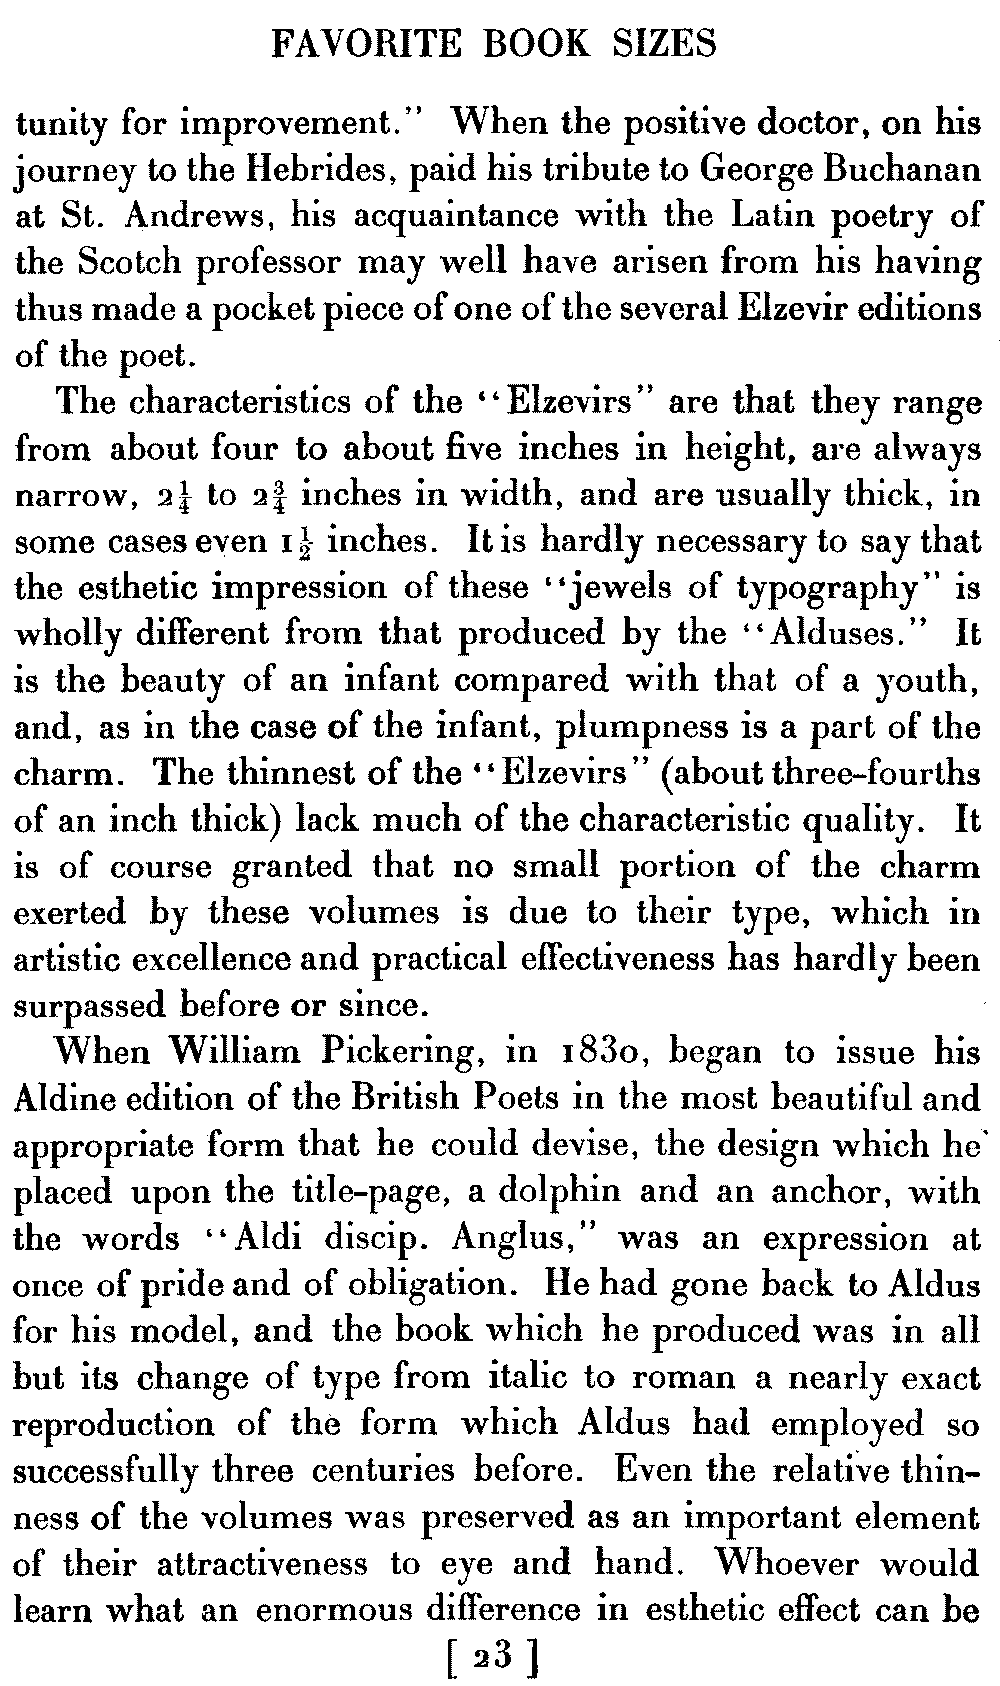 FAVORITE BOOK SIZES
tunity for improvement.” When the positive doctor, on his
journey to the Hebrides, paid his tribute to George Buchanan
at St. Andrews, his acquaintance with the Latin poetry of
the Scotch professor may well have arisen from his having
thus made a pocket piece of one of the several Elzevir editions
of the poet.
The characteristics of the “Elzevirs” are that they range
from about four to about five inches in height, are always
narrow, 2¼ to 2¾ inches in width, and are usually thick, in
some cases even 1½ inches. It is hardly necessary to say that
the esthetic impression of these “jewels of typography” is
wholly different from that produced by the “Alduses.” It
is the beauty of an infant compared with that of a youth,
and, as in the case of the infant, plumpness is a part of the
charm. The thinnest of the “Elzevirs” (about three-fourths
of an inch thick) lack much of the characteristic quality. It
is of course granted that no small portion of the charm
exerted by these volumes is due to their type, which in
artistic excellence and practical effectiveness has hardly been
surpassed before or since.
When William Pickering, in 1830, began to issue his
Aldine edition of the British Poets in the most beautiful and
appropriate form that he could devise, the design which he
placed upon the title-page, a dolphin and an anchor, with
the words “Aldi discip. Anglus,” was an expression at
once of pride and of obligation. He had gone back to Aldus
for his model, and the book which he produced was in all
but its change of type from italic to roman a nearly exact
reproduction of the form which Aldus had employed so
successfully three centuries before. Even the relative thin-
ness of the volumes was preserved as an important element
of their attractiveness to eye and hand. Whoever would
learn what an enormous difference in esthetic effect can be
[ 23 ]